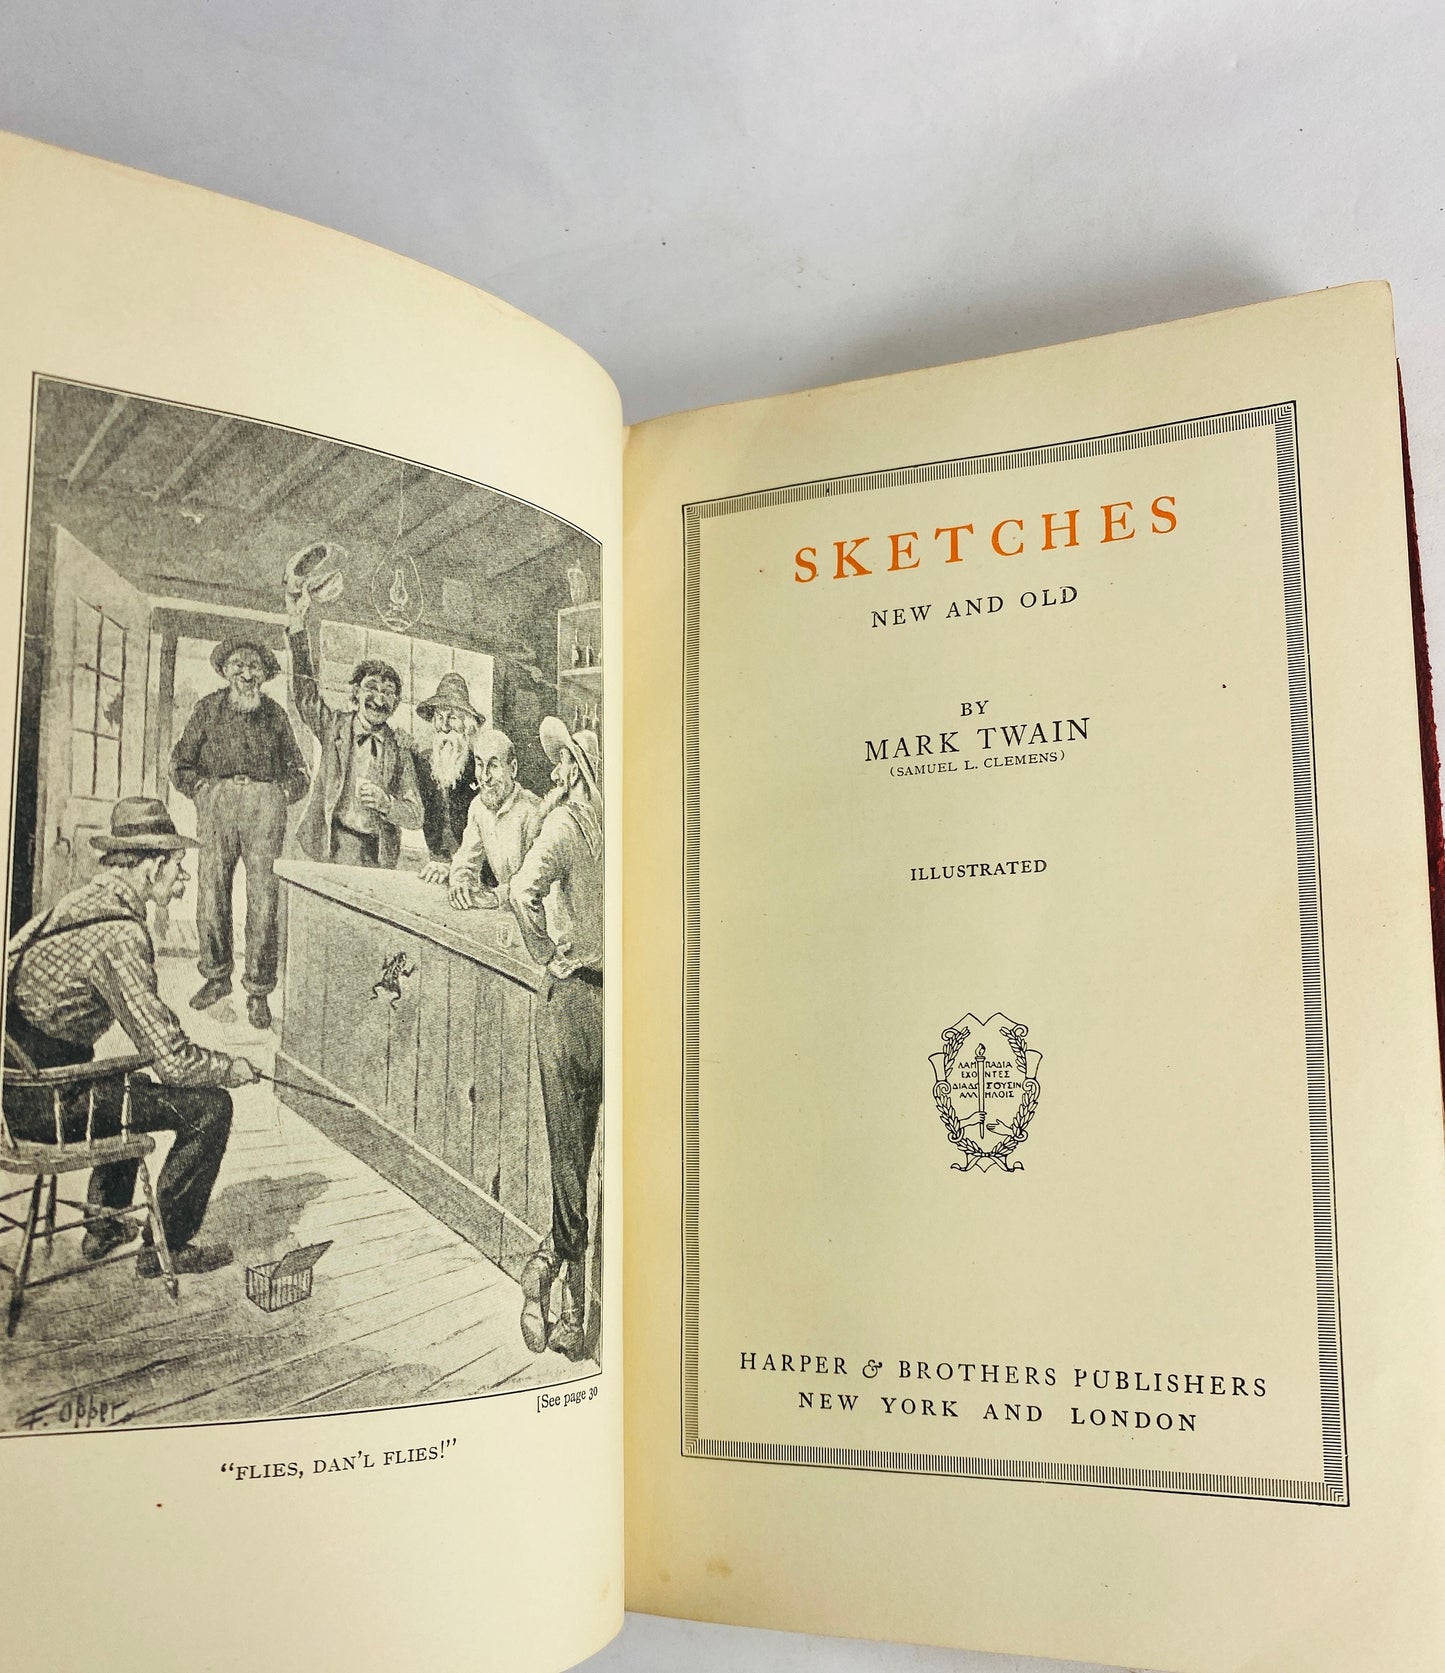 F. Opper
[See page 30
"FLIES, DAN'L FLIES!"
SKETCHES
NEW AND OLD
BY
MARK TWAIN
(SAMUEL L. CLEMENS)
ILLUSTRATED
ΛΑΜΠΑΔΙΑ
ΕΧΟΝΤΕΣ
ΔΙΑΔΩΣΟΥΣΙΝ
ΑΛΛΗΛΟΙΣ
HARPER & BROTHERS PUBLISHERS
NEW YORK AND LONDON